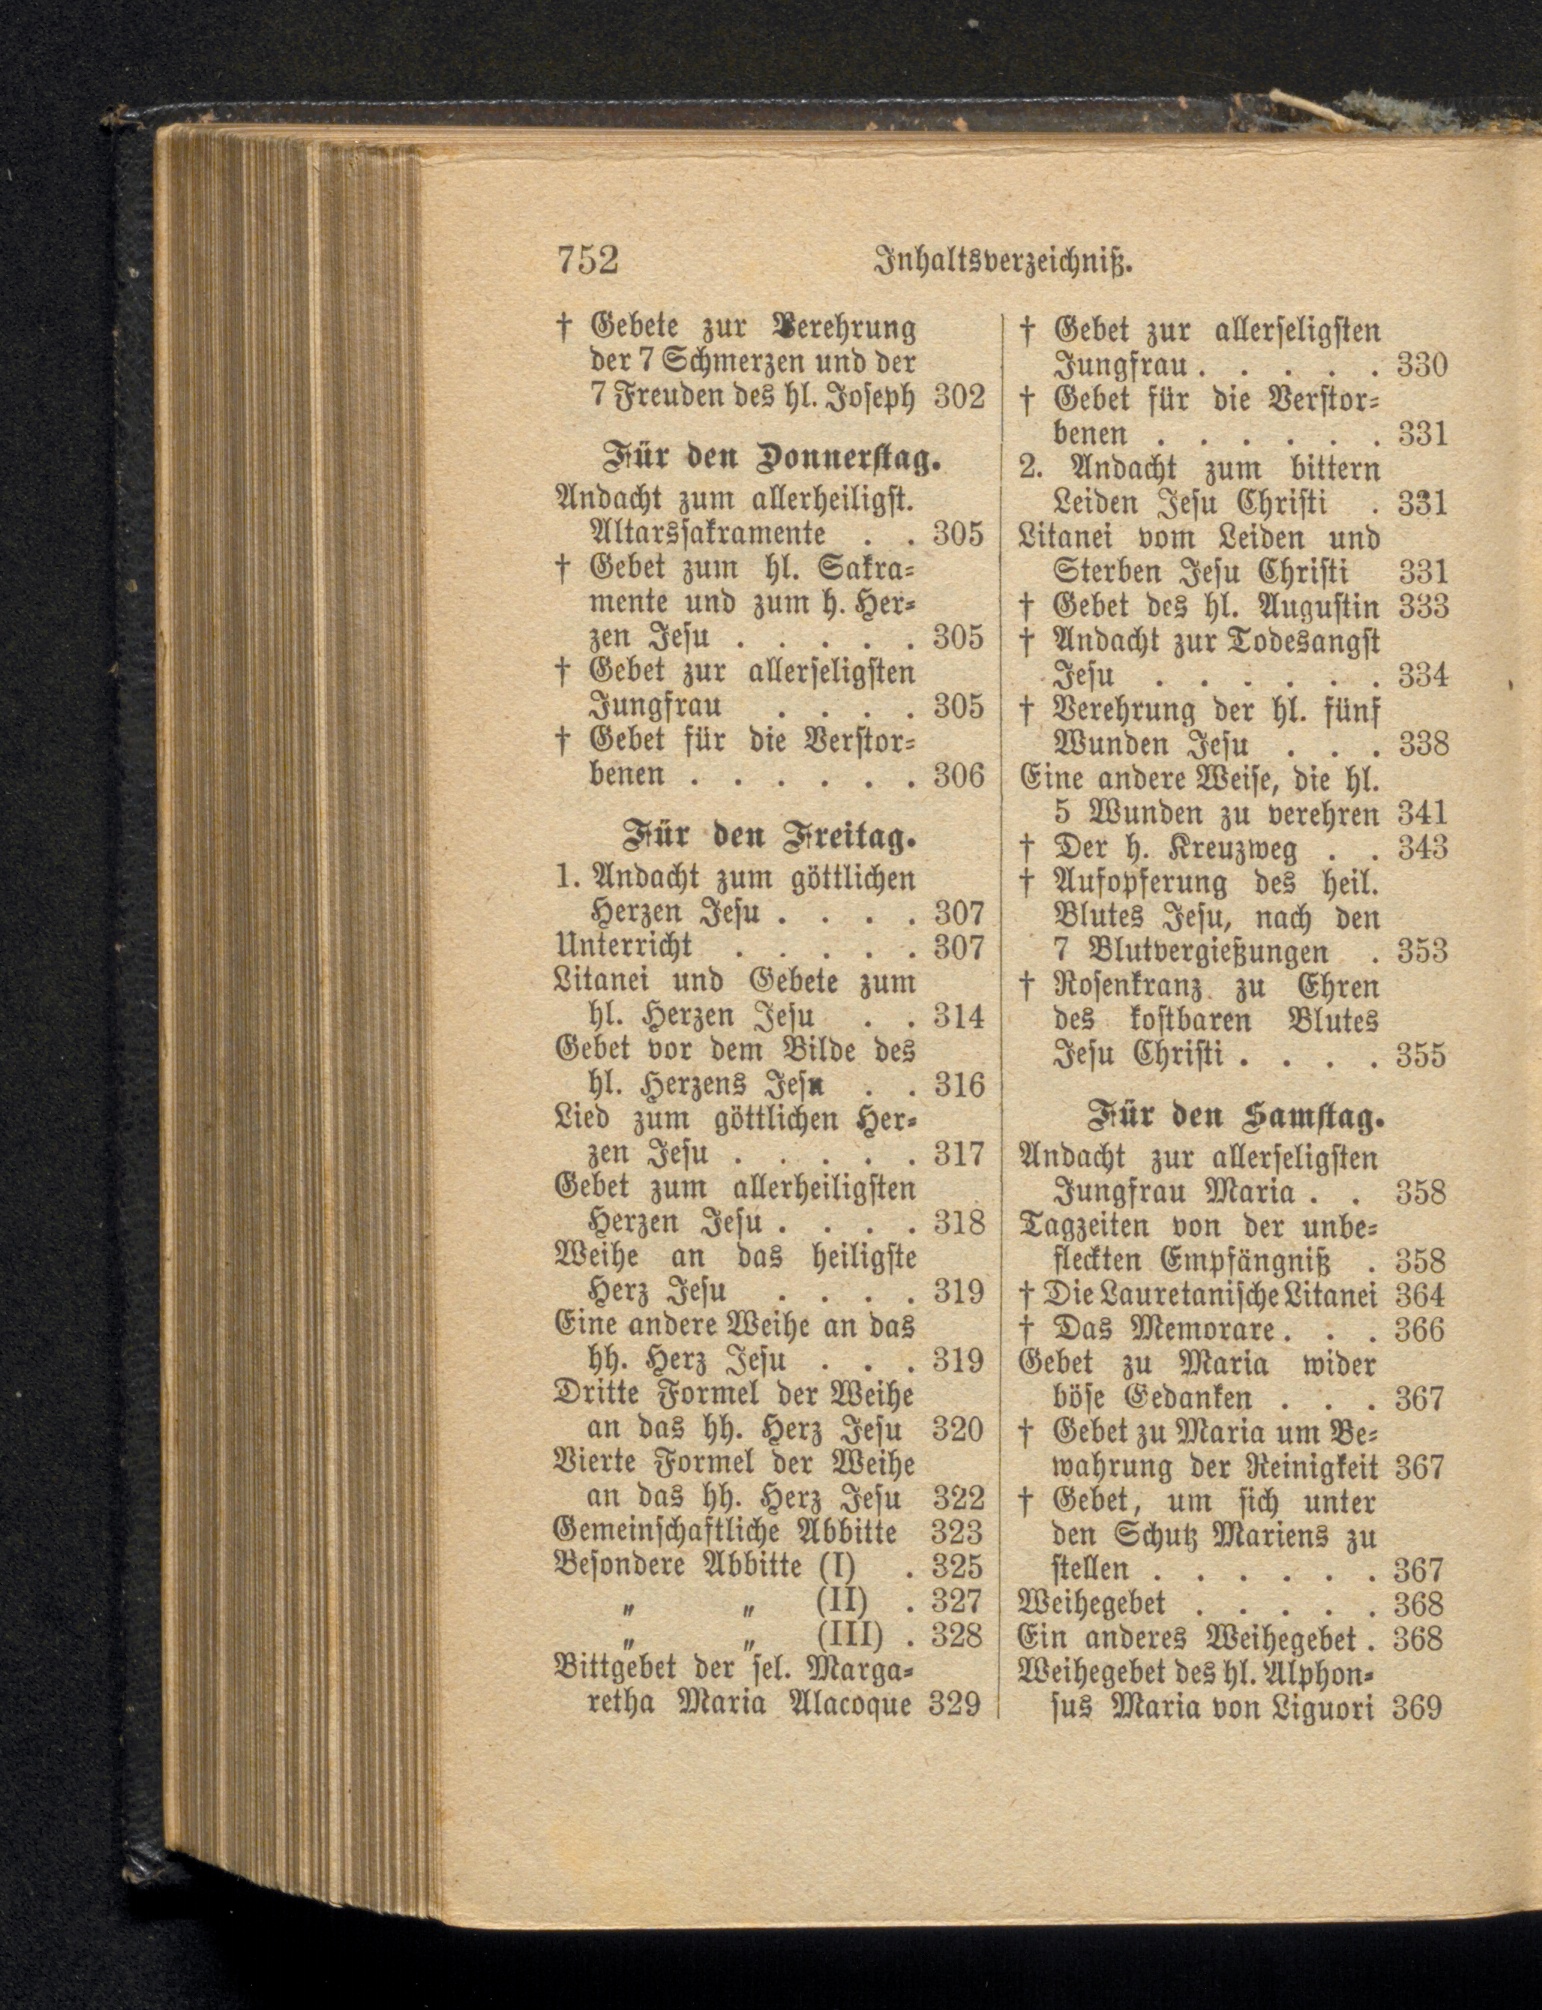 752 Inhaltsverzeichniß.
† Gebete zur Verehrung
der 7 Schmerzen und der
7 Freuden des hl. Joseph 302
Für den Donnerstag.
Andacht zum allerheiligst.
Altarssakramente . . 305
† Gebet zum hl. Sakra-
mente und zum h. Her-
zen Jesu . . . . . 305
† Gebet zur allerseligsten
Jungfrau . . . . 305
† Gebet für die Verstor-
benen . . . . . . 306
Für den Freitag.
1. Andacht zum göttlichen
Herzen Jesu . . . . 307
Unterricht . . . . . 307
Litanei und Gebete zum
hl. Herzen Jesu . . 314
Gebet vor dem Bilde des
hl. Herzens Jesu . . 316
Lied zum göttlichen Her-
zen Jesu . . . . . 317
Gebet zum allerheiligsten
Herzen Jesu . . . . 318
Weihe an das heiligste
Herz Jesu . . . . 319
Eine andere Weihe an das
hh. Herz Jesu . . . 319
Dritte Formel der Weihe
an das hh. Herz Jesu 320
Vierte Formel der Weihe
an das hh. Herz Jesu 322
Gemeinschaftliche Abbitte 323
Besondere Abbitte (I) . 325
„ „ (II) . 327
„ „ (III) . 328
Bittgebet der sel. Marga-
retha Maria Alacoque 329
† Gebet zur allerseligsten
Jungfrau . . . . . 330
† Gebet für die Verstor-
benen . . . . . . 331
2. Andacht zum bittern
Leiden Jesu Christi . 331
Litanei vom Leiden und
Sterben Jesu Christi 331
† Gebet des hl. Augustin 333
† Andacht zur Todesangst
Jesu . . . . . . 334
† Verehrung der hl. fünf
Wunden Jesu . . . 338
Eine andere Weise, die hl.
5 Wunden zu verehren 341
† Der h. Kreuzweg . . 343
† Aufopferung des heil.
Blutes Jesu, nach den
7 Blutvergießungen . 353
† Rosenkranz zu Ehren
des kostbaren Blutes
Jesu Christi . . . . 355
Für den Samstag.
Andacht zur allerseligsten
Jungfrau Maria . . 358
Tagzeiten von der unbe-
fleckten Empfängniß . 358
† Die Lauretanische Litanei 364
† Das Memorare . . . 366
Gebet zu Maria wider
böse Gedanken . . . 367
† Gebet zu Maria um Be-
wahrung der Reinigkeit 367
† Gebet, um sich unter
den Schutz Mariens zu
stellen . . . . . . 367
Weihegebet . . . . . 368
Ein anderes Weihegebet . 368
Weihegebet des hl. Alphon-
sus Maria von Liguori 369